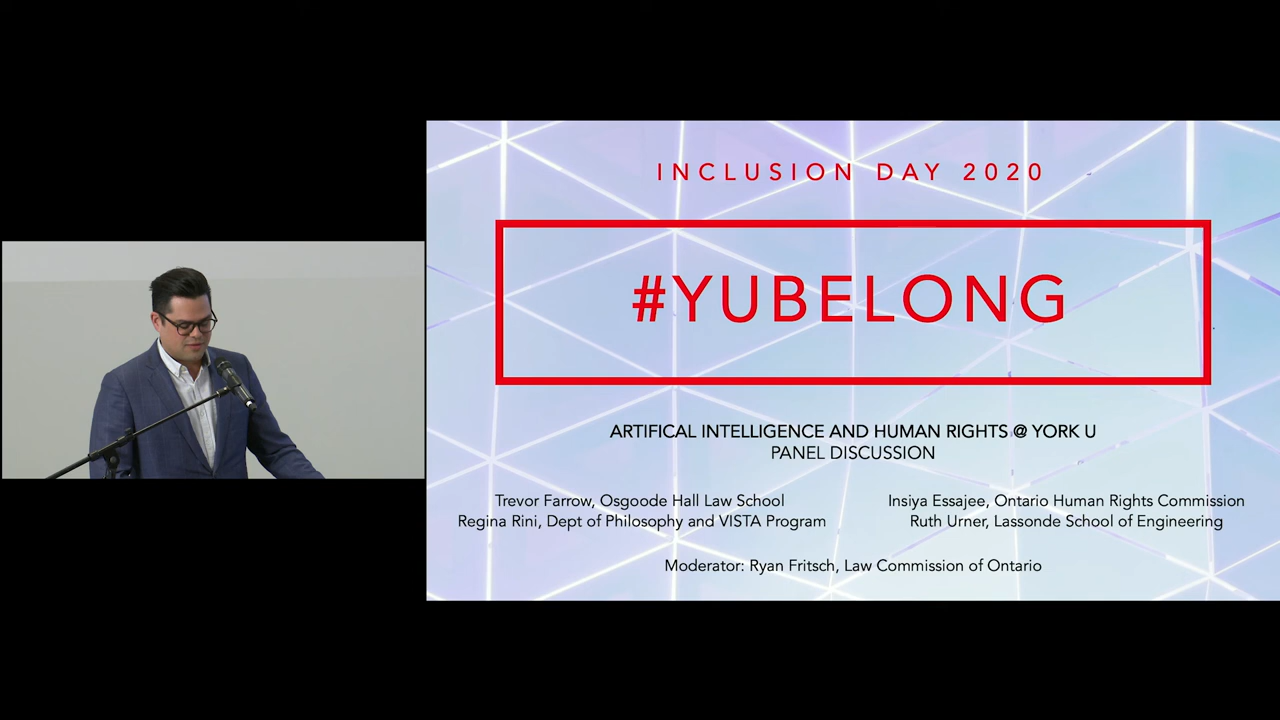 INCLUSION DAY 2020
#YUBELONG
ARTIFICAL INTELLIGENCE AND HUMAN RIGHTS @ YORK U
PANEL DISCUSSION
Trevor Farrow, Osgoode Hall Law School
Regina Rini, Dept of Philosophy and VISTA Program
Insiya Essajee, Ontario Human Rights Commission
Ruth Urner, Lassonde School of Engineering
Moderator: Ryan Fritsch, Law Commission of Ontario